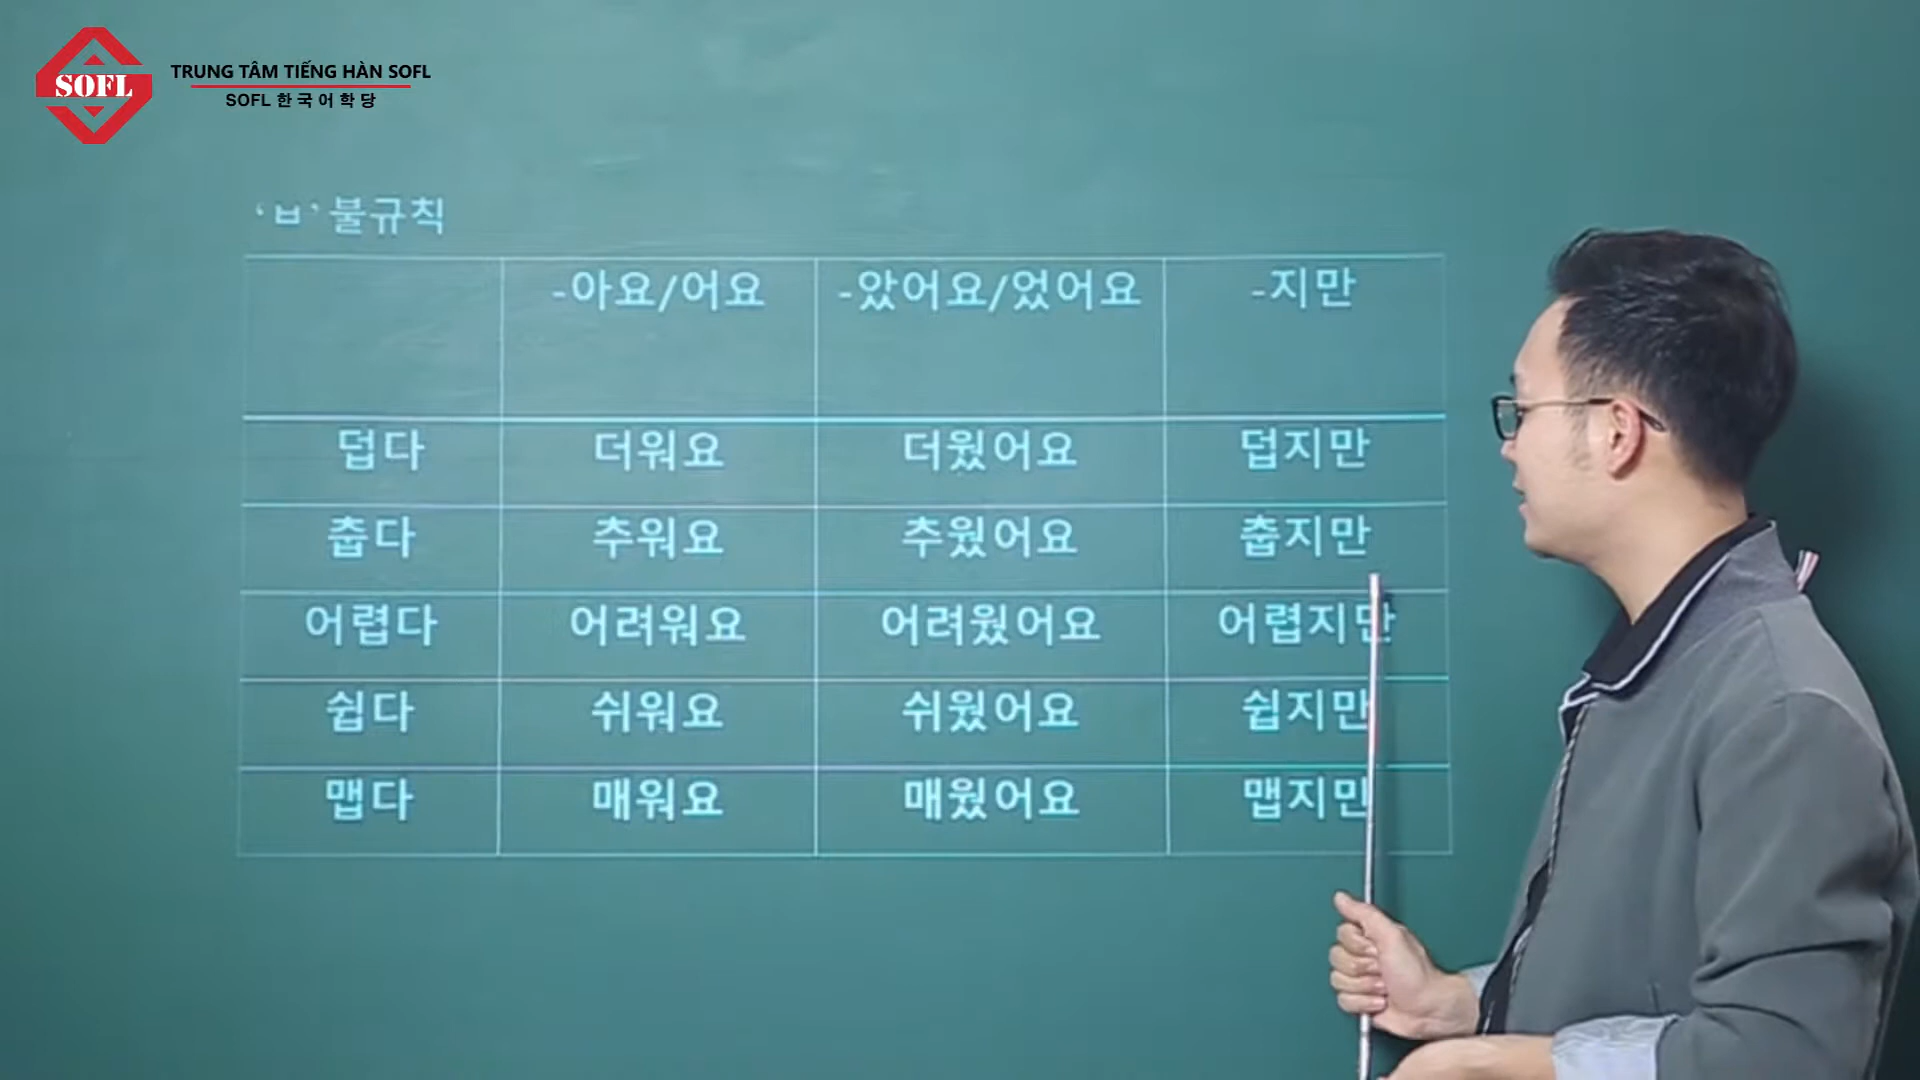 SOFL
TRUNG TÂM TIẾNG HÀN SOFL
SOFL 한국어학당
‘ㅂ’불규칙
-아요/어요 -았어요/었어요 -지만
덥다 더워요 더웠어요 덥지만
춥다 추워요 추웠어요 춥지만
어렵다 어려워요 어려웠어요 어렵지만
쉽다 쉬워요 쉬웠어요 쉽지만
맵다 매워요 매웠어요 맵지만